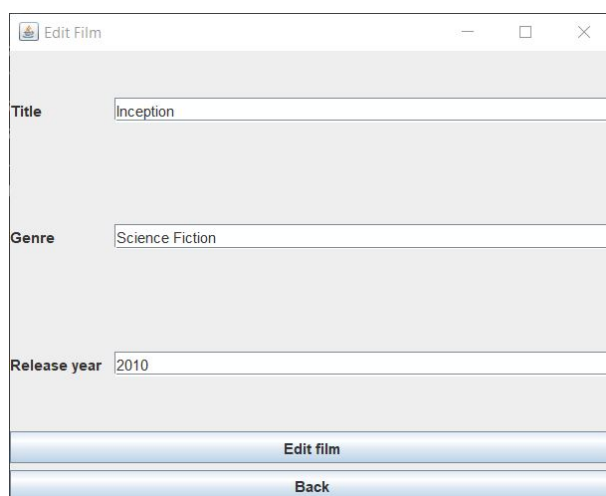 Edit Film
Title Inception
Genre Science Fiction
Release year 2010
Edit film
Back